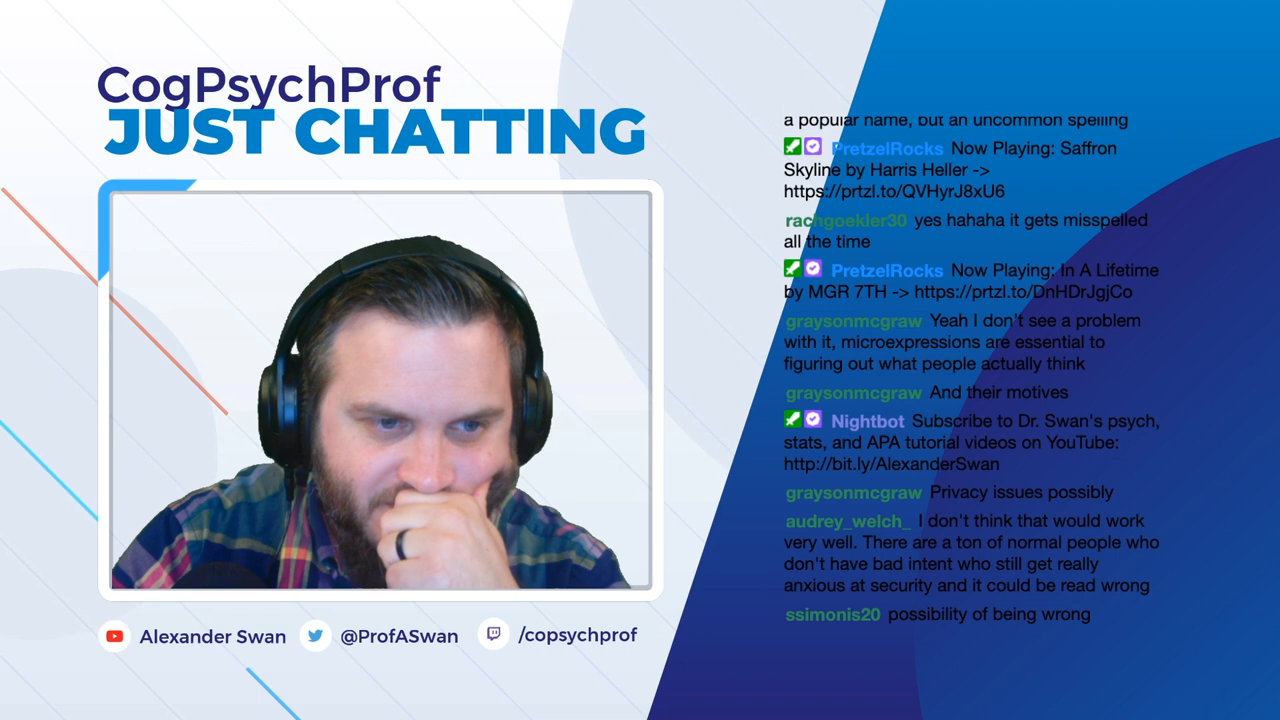 CogPsychProf
JUST CHATTING
Alexander Swan
@ProfASwan
/copsychprof
a popular name, but an uncommon spelling
PretzelRocks Now Playing: Saffron
Skyline by Harris Heller ->
https://prtzl.to/QVHyrJ8xU6
rachgoekler30 yes hahaha it gets misspelled
all the time
PretzelRocks Now Playing: In A Lifetime
by MGR 7TH -> https://prtzl.to/DnHDrJgjCo
graysonmcgraw Yeah I don't see a problem
with it, microexpressions are essential to
figuring out what people actually think
graysonmcgraw And their motives
Nightbot Subscribe to Dr. Swan's psych,
stats, and APA tutorial videos on YouTube:
http://bit.ly/AlexanderSwan
graysonmcgraw Privacy issues possibly
audrey_welch_ I don't think that would work
very well. There are a ton of normal people who
don't have bad intent who still get really
anxious at security and it could be read wrong
ssimonis20 possibility of being wrong